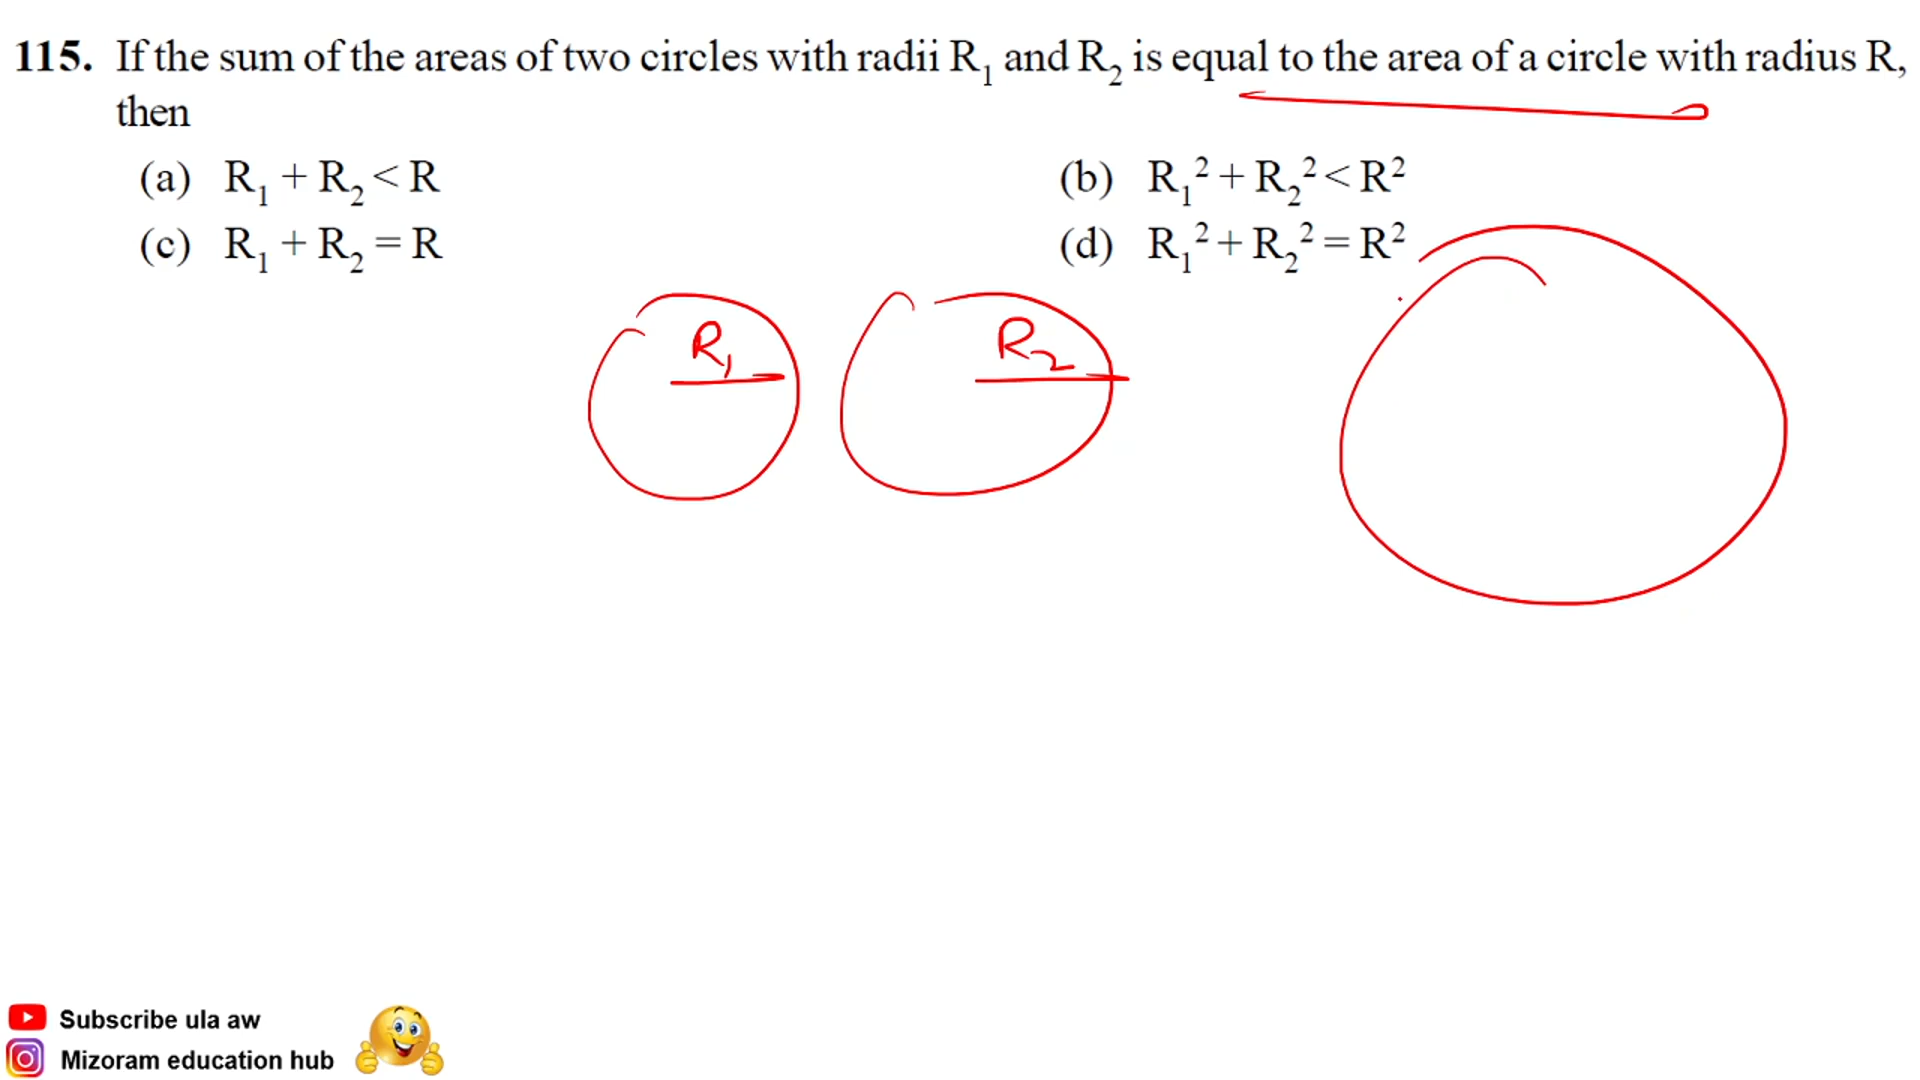 115. If the sum of the areas of two circles with radii R₁ and R₂ is equal to the area of a circle with radius R,
then
(a) R₁ + R₂ < R
(b) R₁² + R₂² < R²
(c) R₁ + R₂ = R
(d) R₁² + R₂² = R²
R₁
R₂
Subscribe ula aw
Mizoram education hub